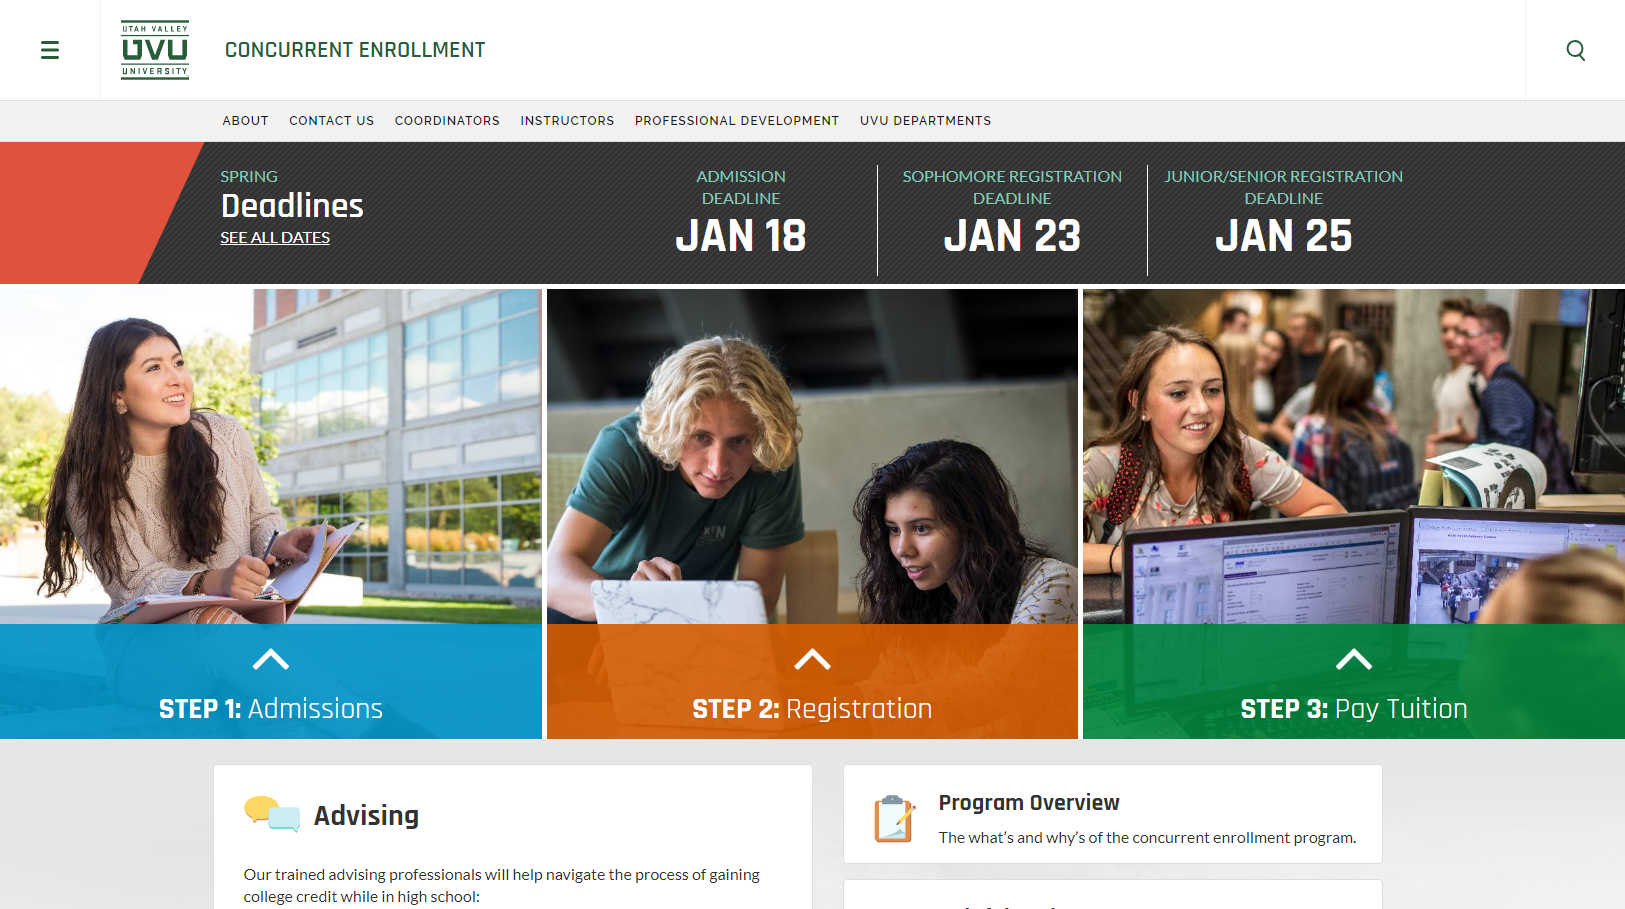 UTAH VALLEY
UVU
UNIVERSITY
CONCURRENT ENROLLMENT
ABOUT CONTACT US COORDINATORS INSTRUCTORS PROFESSIONAL DEVELOPMENT UVU DEPARTMENTS
SPRING
Deadlines
SEE ALL DATES
ADMISSION
DEADLINE
JAN 18
SOPHOMORE REGISTRATION
DEADLINE
JAN 23
JUNIOR/SENIOR REGISTRATION
DEADLINE
JAN 25
STEP 1: Admissions
STEP 2: Registration
STEP 3: Pay Tuition
Advising
Our trained advising professionals will help navigate the process of gaining
college credit while in high school:
Program Overview
The what’s and why’s of the concurrent enrollment program.